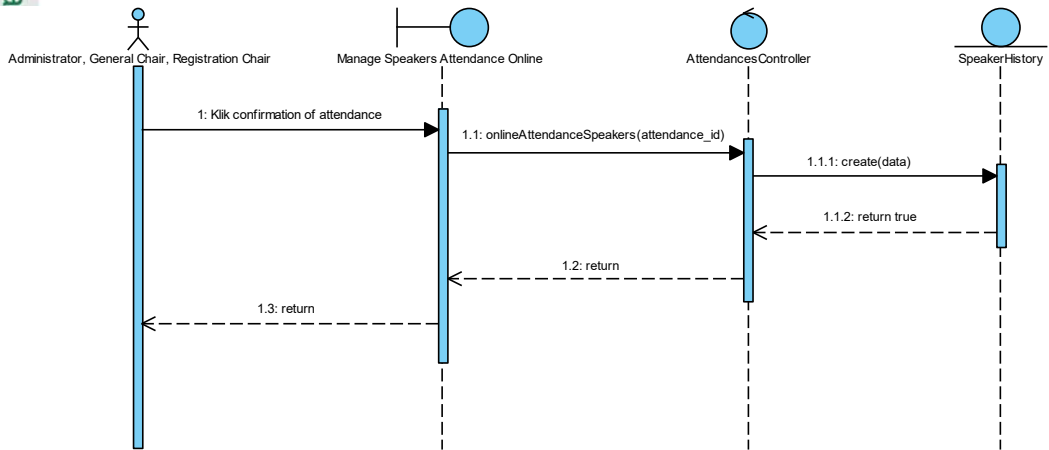 Administrator, General Chair, Registration Chair
Manage Speakers Attendance Online
AttendancesController
SpeakerHistory
1: Klik confirmation of attendance
1.1: onlineAttendanceSpeakers(attendance_id)
1.1.1: create(data)
1.1.2: return true
1.2: return
1.3: return